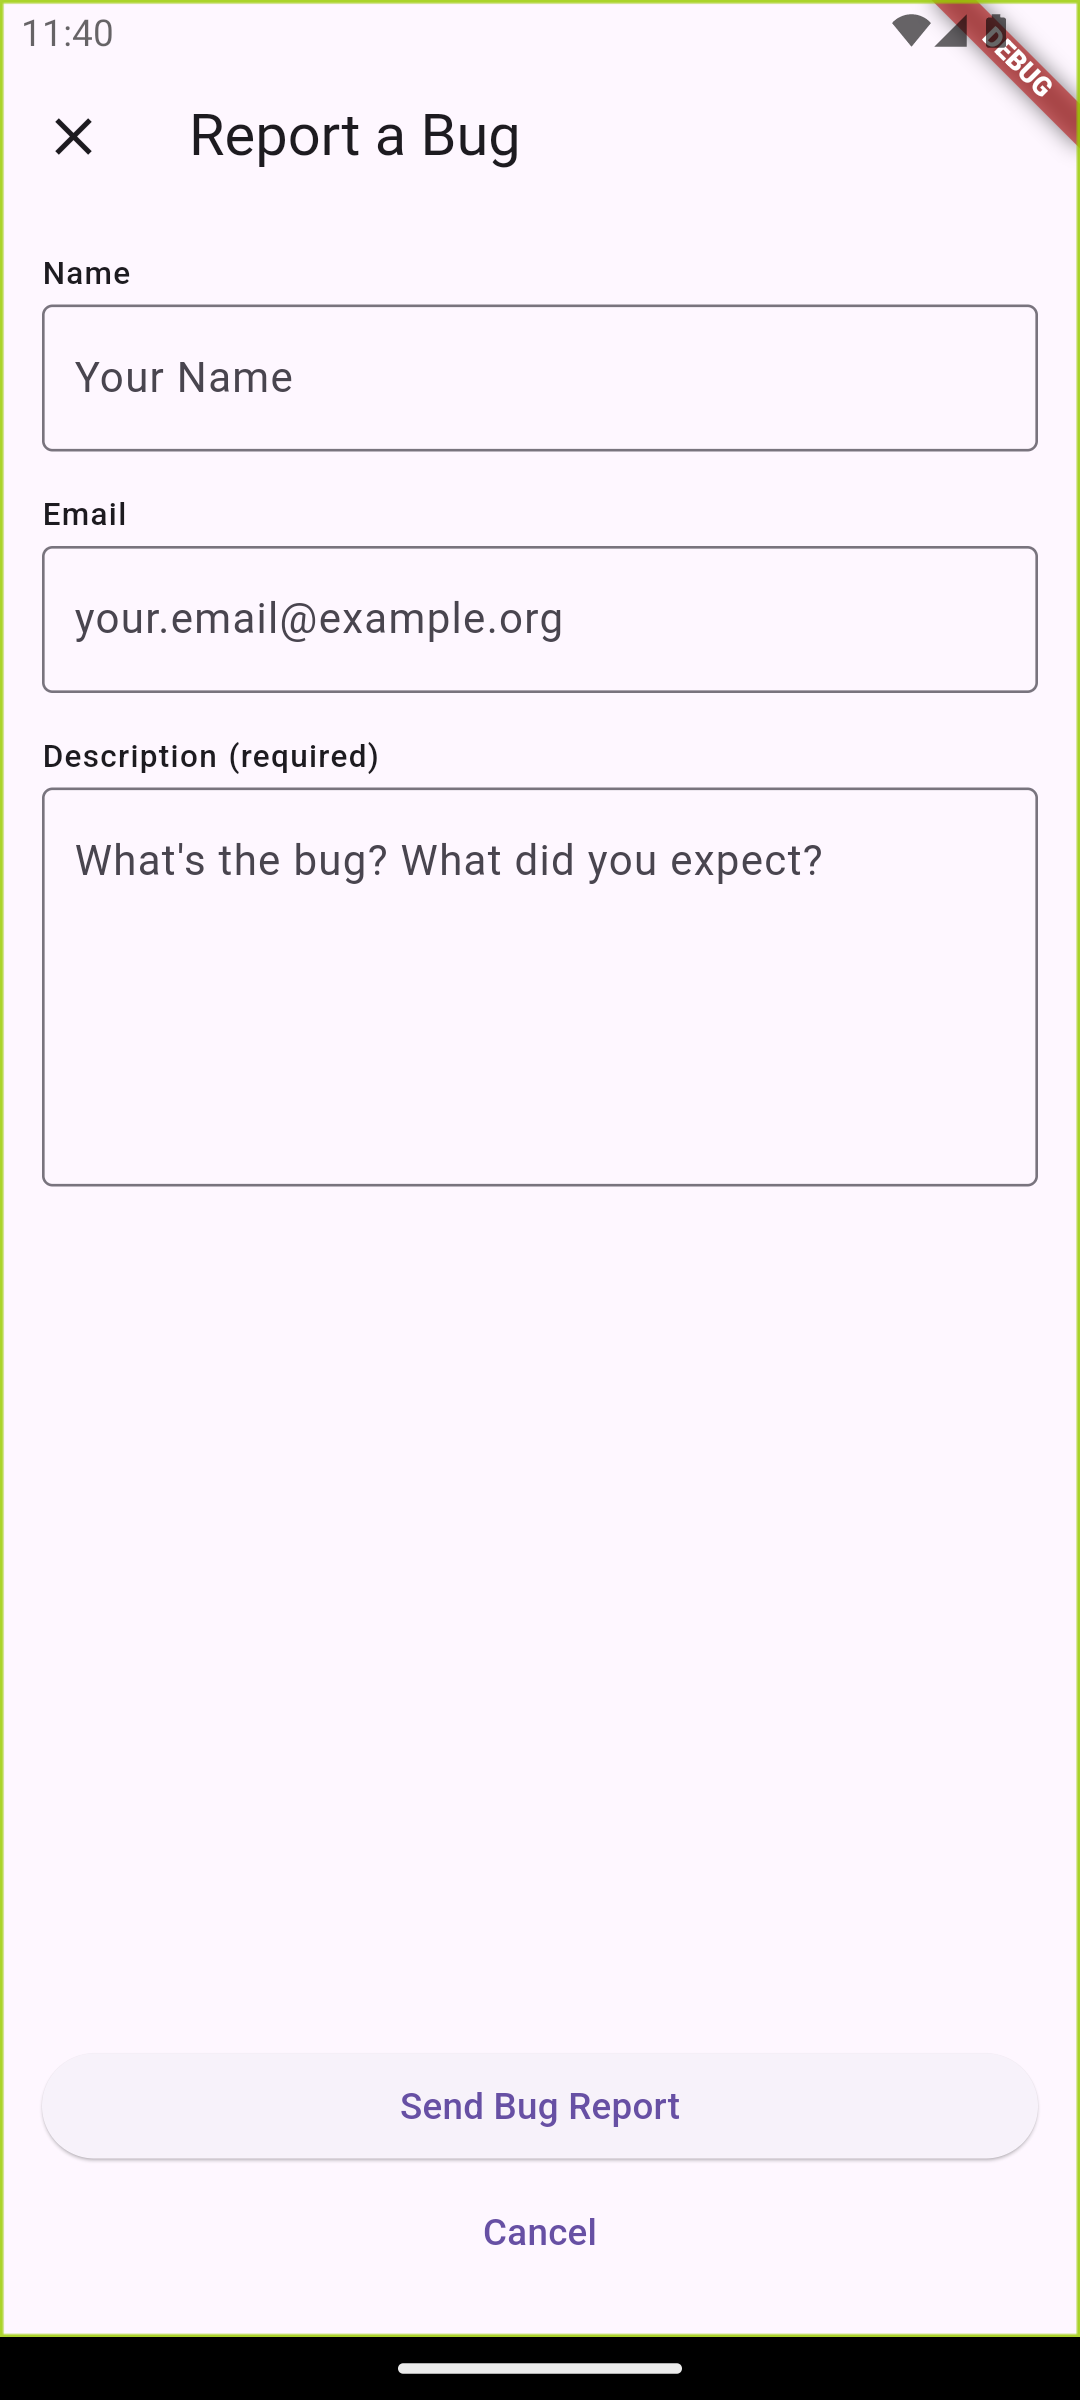 11:40
DEBUG
Report a Bug
Name
Your Name
Email
your.email@example.org
Description (required)
What's the bug? What did you expect?
Send Bug Report
Cancel